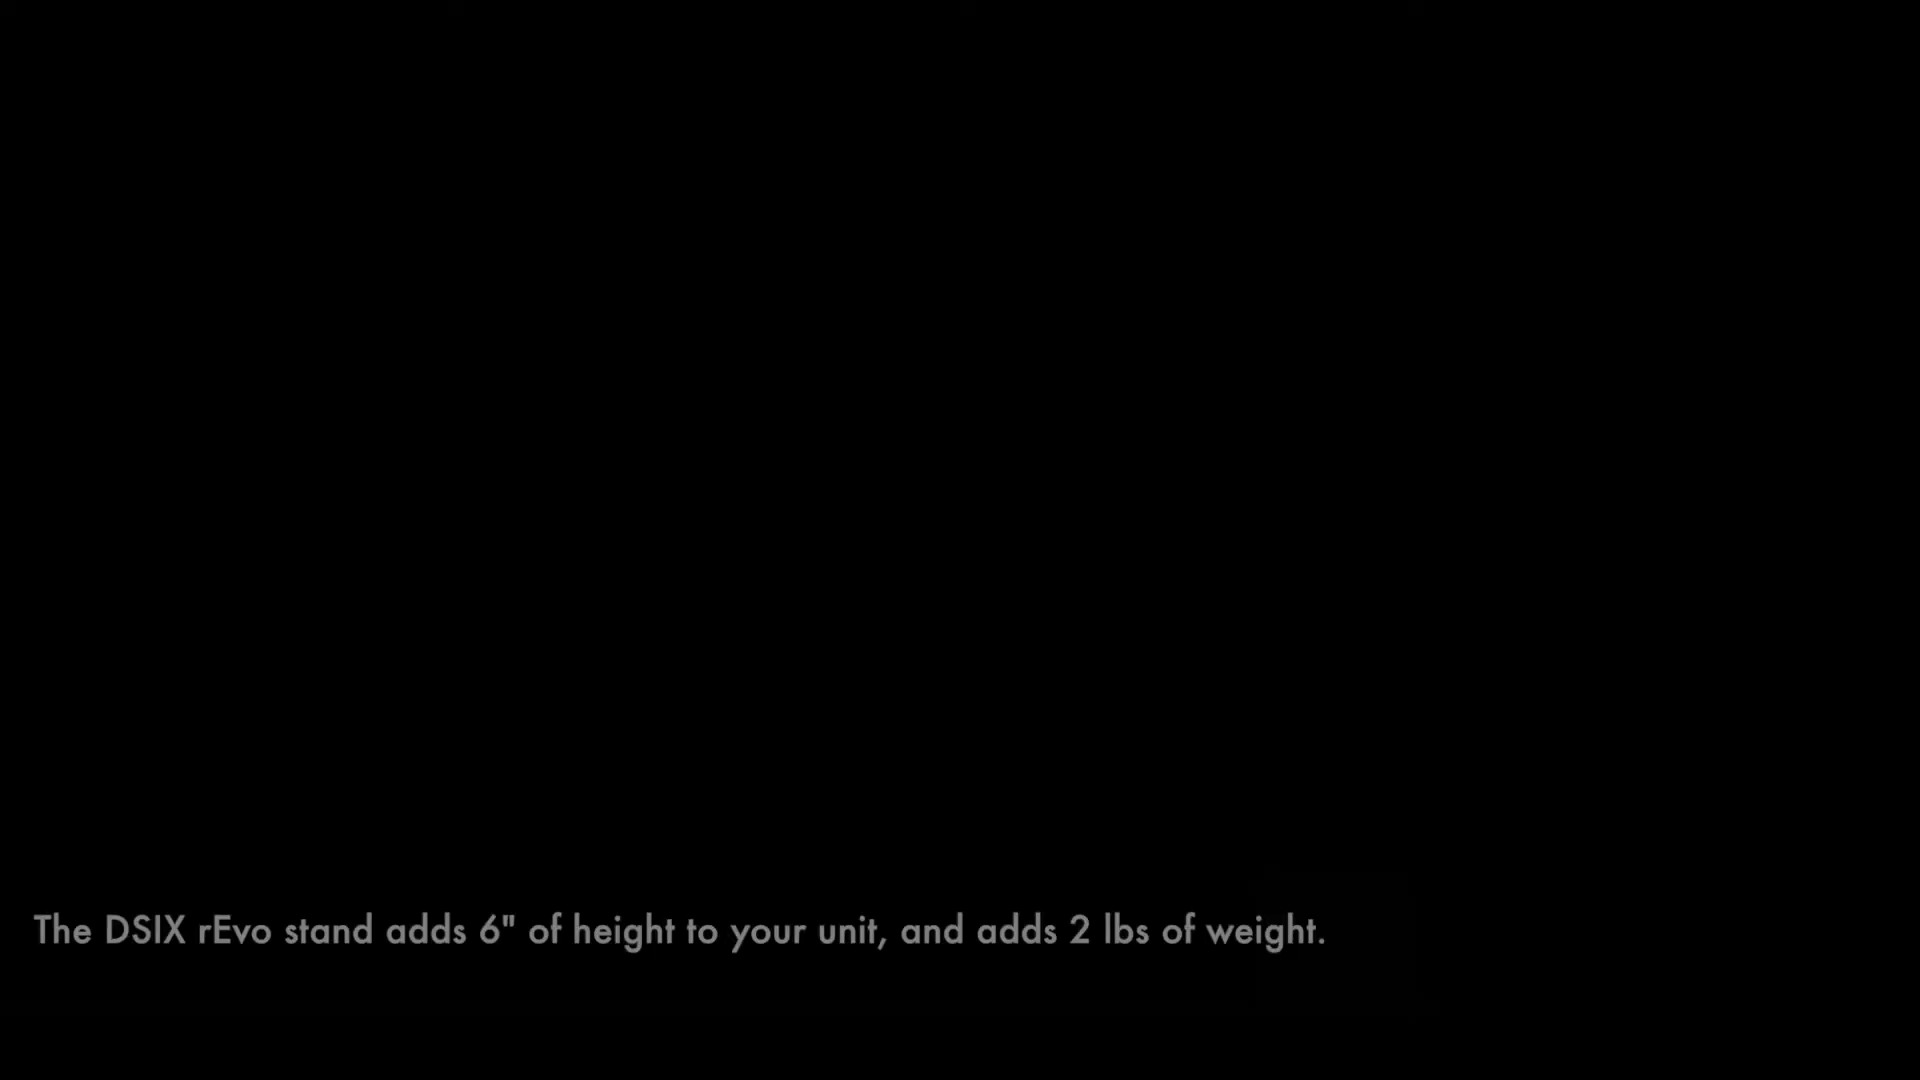 The DSIX rEvo stand adds 6" of height to your unit, and adds 2 lbs of weight.